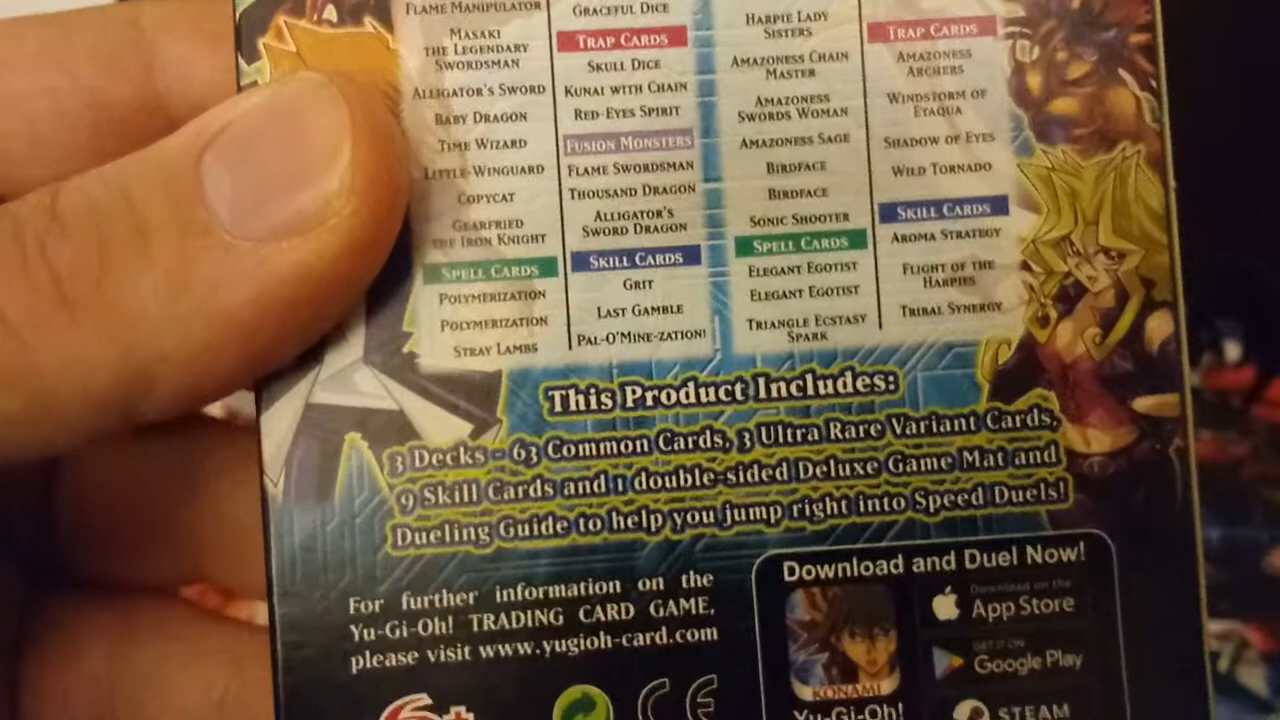 FLAME MANIPULATOR
MASAKI
THE LEGENDARY
SWORDSMAN
ALLIGATOR'S SWORD
BABY DRAGON
TIME WIZARD
LITTLE-WINGUARD
COPYCAT
GEARFRIED
THE IRON KNIGHT
SPELL CARDS
POLYMERIZATION
POLYMERIZATION
STRAY LAMBS
GRACEFUL DICE
TRAP CARDS
SKULL DICE
KUNAI WITH CHAIN
RED-EYES SPIRIT
FUSION MONSTERS
FLAME SWORDSMAN
THOUSAND DRAGON
ALLIGATOR'S
SWORD DRAGON
SKILL CARDS
GRIT
LAST GAMBLE
PAL-O'MINE-ZATION!
HARPIE LADY
SISTERS
AMAZONESS CHAIN
MASTER
AMAZONESS
SWORDS WOMAN
AMAZONESS SAGE
BIRDFACE
BIRDFACE
SONIC SHOOTER
SPELL CARDS
ELEGANT EGOTIST
ELEGANT EGOTIST
TRIANGLE ECSTASY
SPARK
TRAP CARDS
AMAZONESS
ARCHERS
WINDSTORM OF
ETAQUA
SHADOW OF EYES
WILD TORNADO
SKILL CARDS
AROMA STRATEGY
FLIGHT OF THE
HARPIES
TRIBAL SYNERGY
This Product Includes:
3 Decks - 63 Common Cards, 3 Ultra Rare Variant Cards,
9 Skill Cards and 1 double-sided Deluxe Game Mat and
Dueling Guide to help you jump right into Speed Duels!
For further information on the
Yu-Gi-Oh! TRADING CARD GAME,
please visit www.yugioh-card.com
6+
CE
Download and Duel Now!
KONAMI
Yu-Gi-Oh!
Download on the
App Store
GET IT ON
Google Play
STEAM